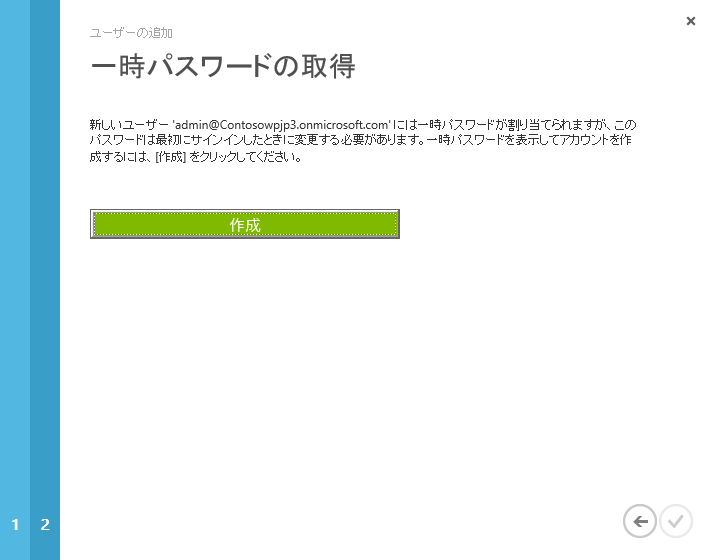 ユーザーの追加
一時パスワードの取得
新しいユーザー 'admin@Contosowpjp3.onmicrosoft.com' には一時パスワードが割り当てられますが、この
パスワードは最初にサインインしたときに変更する必要があります。一時パスワードを表示してアカウントを作
成するには、[作成] をクリックしてください。
作成
1 2